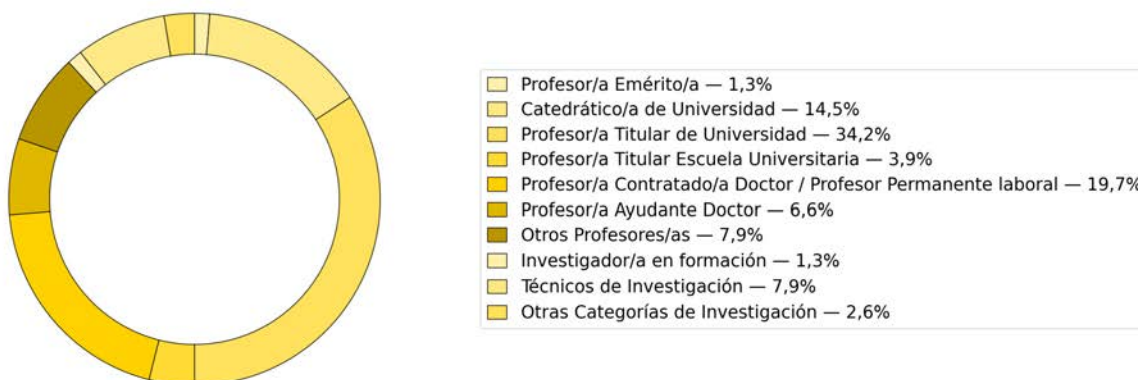 Profesor/a Emérito/a — 1,3%
Catedrático/a de Universidad — 14,5%
Profesor/a Titular de Universidad — 34,2%
Profesor/a Titular Escuela Universitaria — 3,9%
Profesor/a Contratado/a Doctor / Profesor Permanente laboral — 19,7%
Profesor/a Ayudante Doctor — 6,6%
Otros Profesores/as — 7,9%
Investigador/a en formación — 1,3%
Técnicos de Investigación — 7,9%
Otras Categorías de Investigación — 2,6%